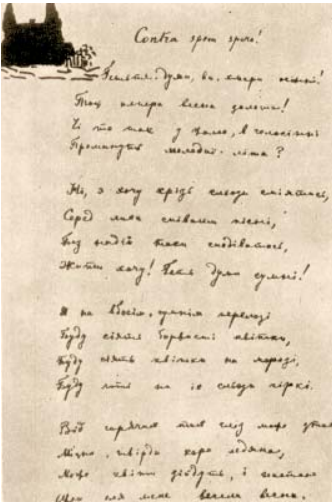 Contra spem spero!
Гетьте, думи, ви, хмари осінні!
Тож тепера весна золота!
Чи то так у жалю, в голосінні
Проминуть молодії літа?
Ні, я хочу крізь сльози сміятись,
Серед лиха співати пісні,
Без надії таки сподіватись,
Жити хочу! Геть думи сумні!
Я на вбогім, сумнім перелозі
Буду сіять барвисті квітки,
Буду сіять квітки на морозі,
Буду лить на їх сльози гіркі.
Від гарячих тих сліз може
Міцна, тверда кора ледяна,
Може квіти зійдуть, і настане
для мене весела весна.